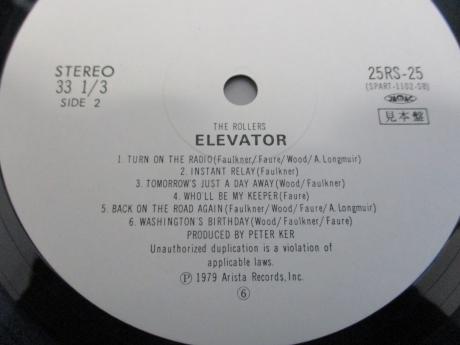 STEREO
33 1/3
SIDE 2
25RS-25
(SPART-1102-SB)
見本盤
THE ROLLERS
ELEVATOR
1. TURN ON THE RADIO(Faulkner/Faure/Wood/A.Longmuir)
2. INSTANT RELAY(Faulkner)
3. TOMORROW'S JUST A DAY AWAY(Wood/Faulkner)
4. WHO'LL BE MY KEEPER(Faure)
5. BACK ON THE ROAD AGAIN(Faulkner/Wood/Faure/A.Longmuir)
6. WASHINGTON'S BIRTHDAY(Wood/Faulkner/Faure)
PRODUCED BY PETER KER
Unauthorized duplication is a violation of
applicable laws.
Ⓟ 1979 Arista Records, Inc.
⑥